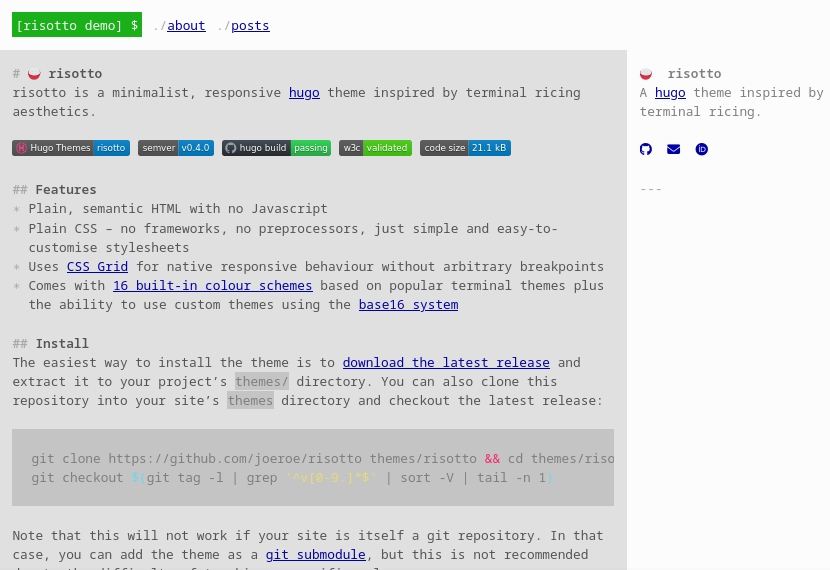 [risotto demo] $ ./about ./posts
# risotto
risotto is a minimalist, responsive hugo theme inspired by terminal ricing
aesthetics.
Hugo Themes risotto semver v0.4.0 hugo build passing w3c validated code size 21.1 kB
## Features
* Plain, semantic HTML with no Javascript
* Plain CSS – no frameworks, no preprocessors, just simple and easy-to-
customise stylesheets
* Uses CSS Grid for native responsive behaviour without arbitrary breakpoints
* Comes with 16 built-in colour schemes based on popular terminal themes plus
the ability to use custom themes using the base16 system
## Install
The easiest way to install the theme is to download the latest release and
extract it to your project’s themes/ directory. You can also clone this
repository into your site’s themes directory and checkout the latest release:
git clone https://github.com/joeroe/risotto themes/risotto && cd themes/riso
git checkout $(git tag -l | grep '^v[0-9.]*$' | sort -V | tail -n 1)
Note that this will not work if your site is itself a git repository. In that
case, you can add the theme as a git submodule, but this is not recommended
risotto
A hugo theme inspired by
terminal ricing.
---